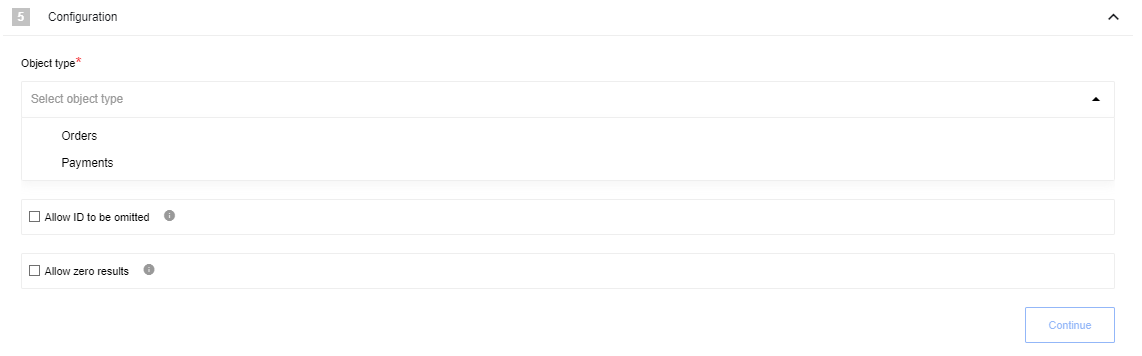 5 Configuration
Object type*
Select object type
Orders
Payments
Allow ID to be omitted
Allow zero results
Continue